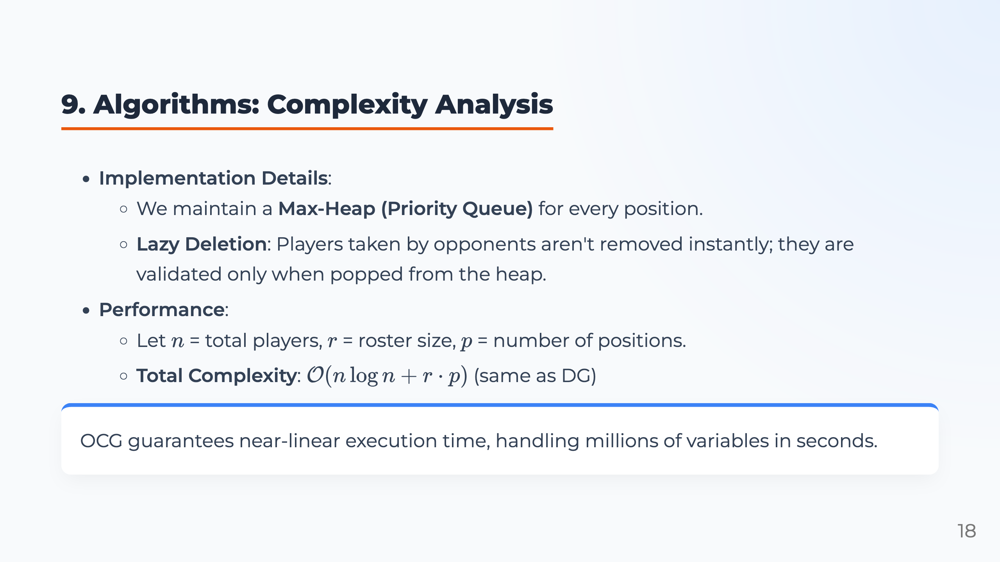 9. Algorithms: Complexity Analysis
• Implementation Details:
◦ We maintain a Max-Heap (Priority Queue) for every position.
◦ Lazy Deletion: Players taken by opponents aren't removed instantly; they are
validated only when popped from the heap.
• Performance:
◦ Let n = total players, r = roster size, p = number of positions.
◦ Total Complexity: 𝒪(n log n + r · p) (same as DG)
OCG guarantees near-linear execution time, handling millions of variables in seconds.
18